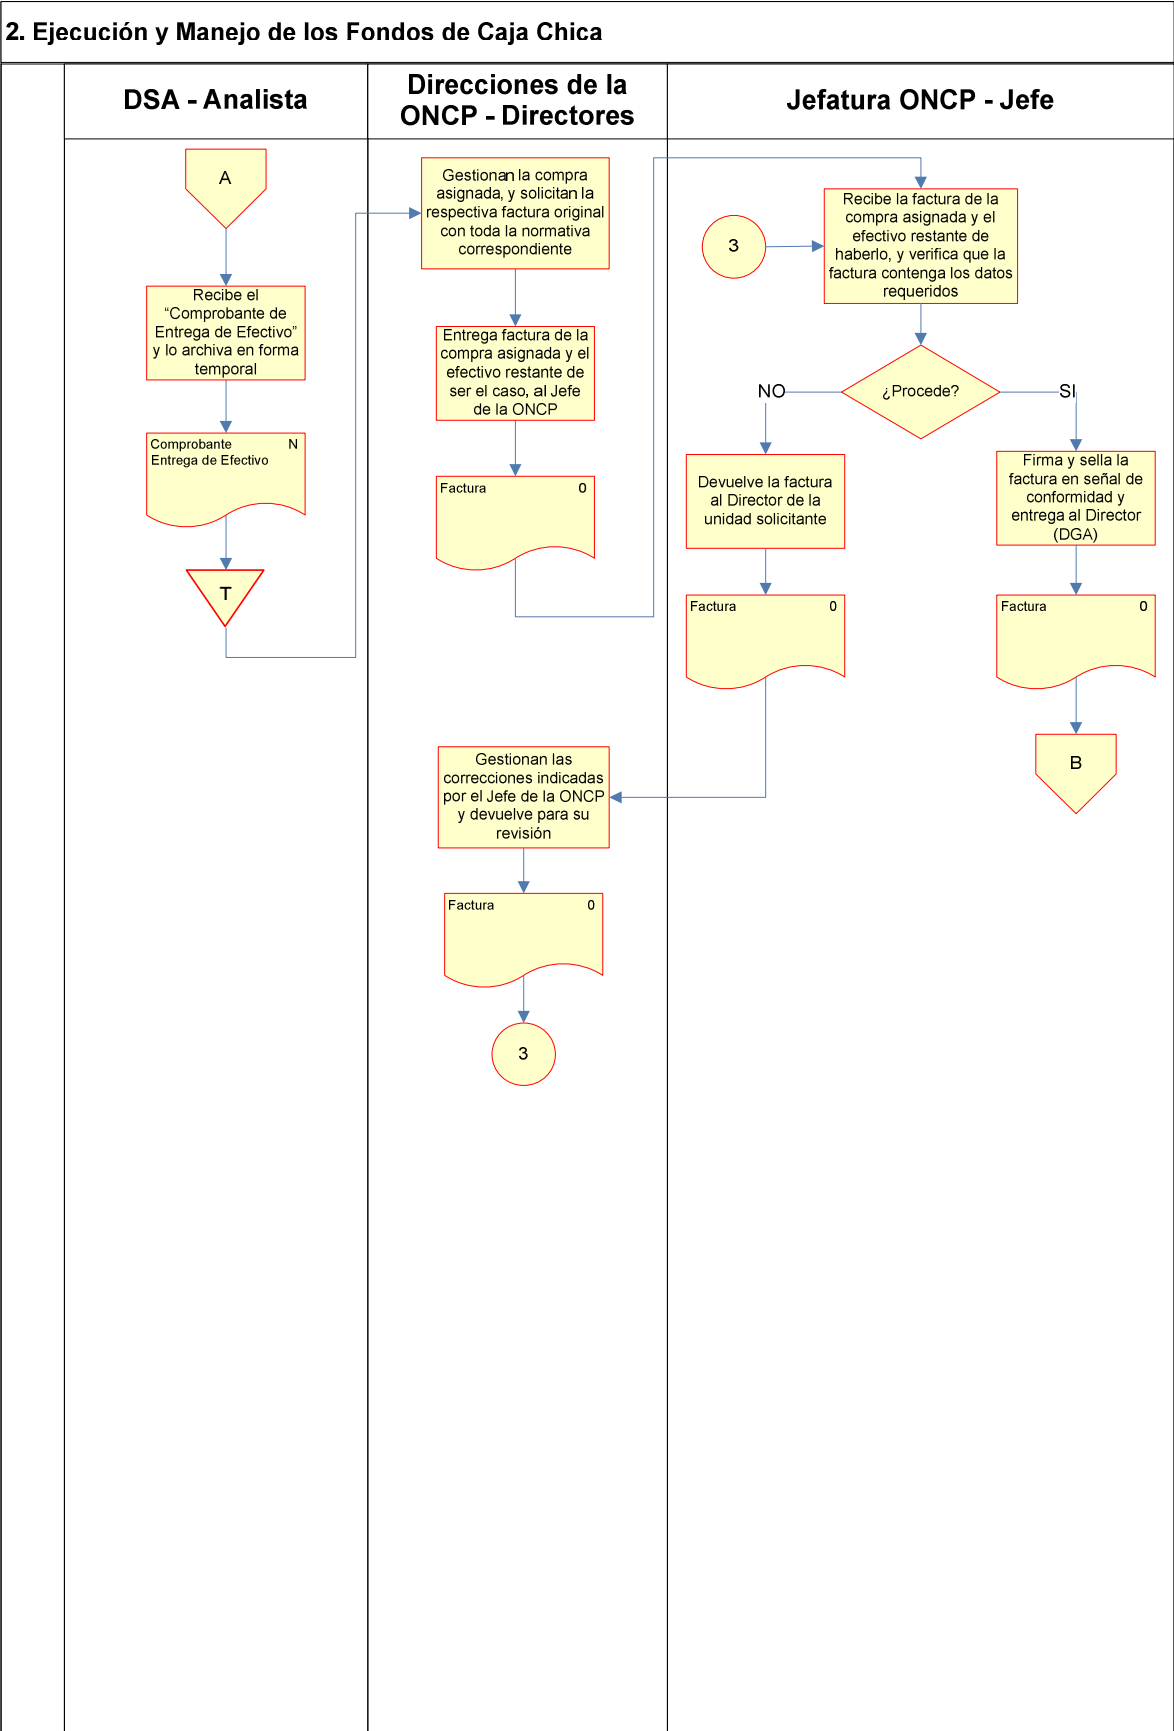 2. Ejecución y Manejo de los Fondos de Caja Chica
DSA - Analista
Direcciones de la
ONCP - Directores
Jefatura ONCP - Jefe
A
Recibe el
“Comprobante de
Entrega de Efectivo”
y lo archiva en forma
temporal
Comprobante N
Entrega de Efectivo
T
Gestionan la compra
asignada, y solicitan la
respectiva factura original
con toda la normativa
correspondiente
Entrega factura de la
compra asignada y el
efectivo restante de
ser el caso, al Jefe
de la ONCP
Factura 0
Gestionan las
correcciones indicadas
por el Jefe de la ONCP
y devuelve para su
revisión
Factura 0
3
3
Recibe la factura de la
compra asignada y el
efectivo restante de
haberlo, y verifica que la
factura contenga los datos
requeridos
¿Procede?
NO
SI
Devuelve la factura
al Director de la
unidad solicitante
Factura 0
Firma y sella la
factura en señal de
conformidad y
entrega al Director
(DGA)
Factura 0
B